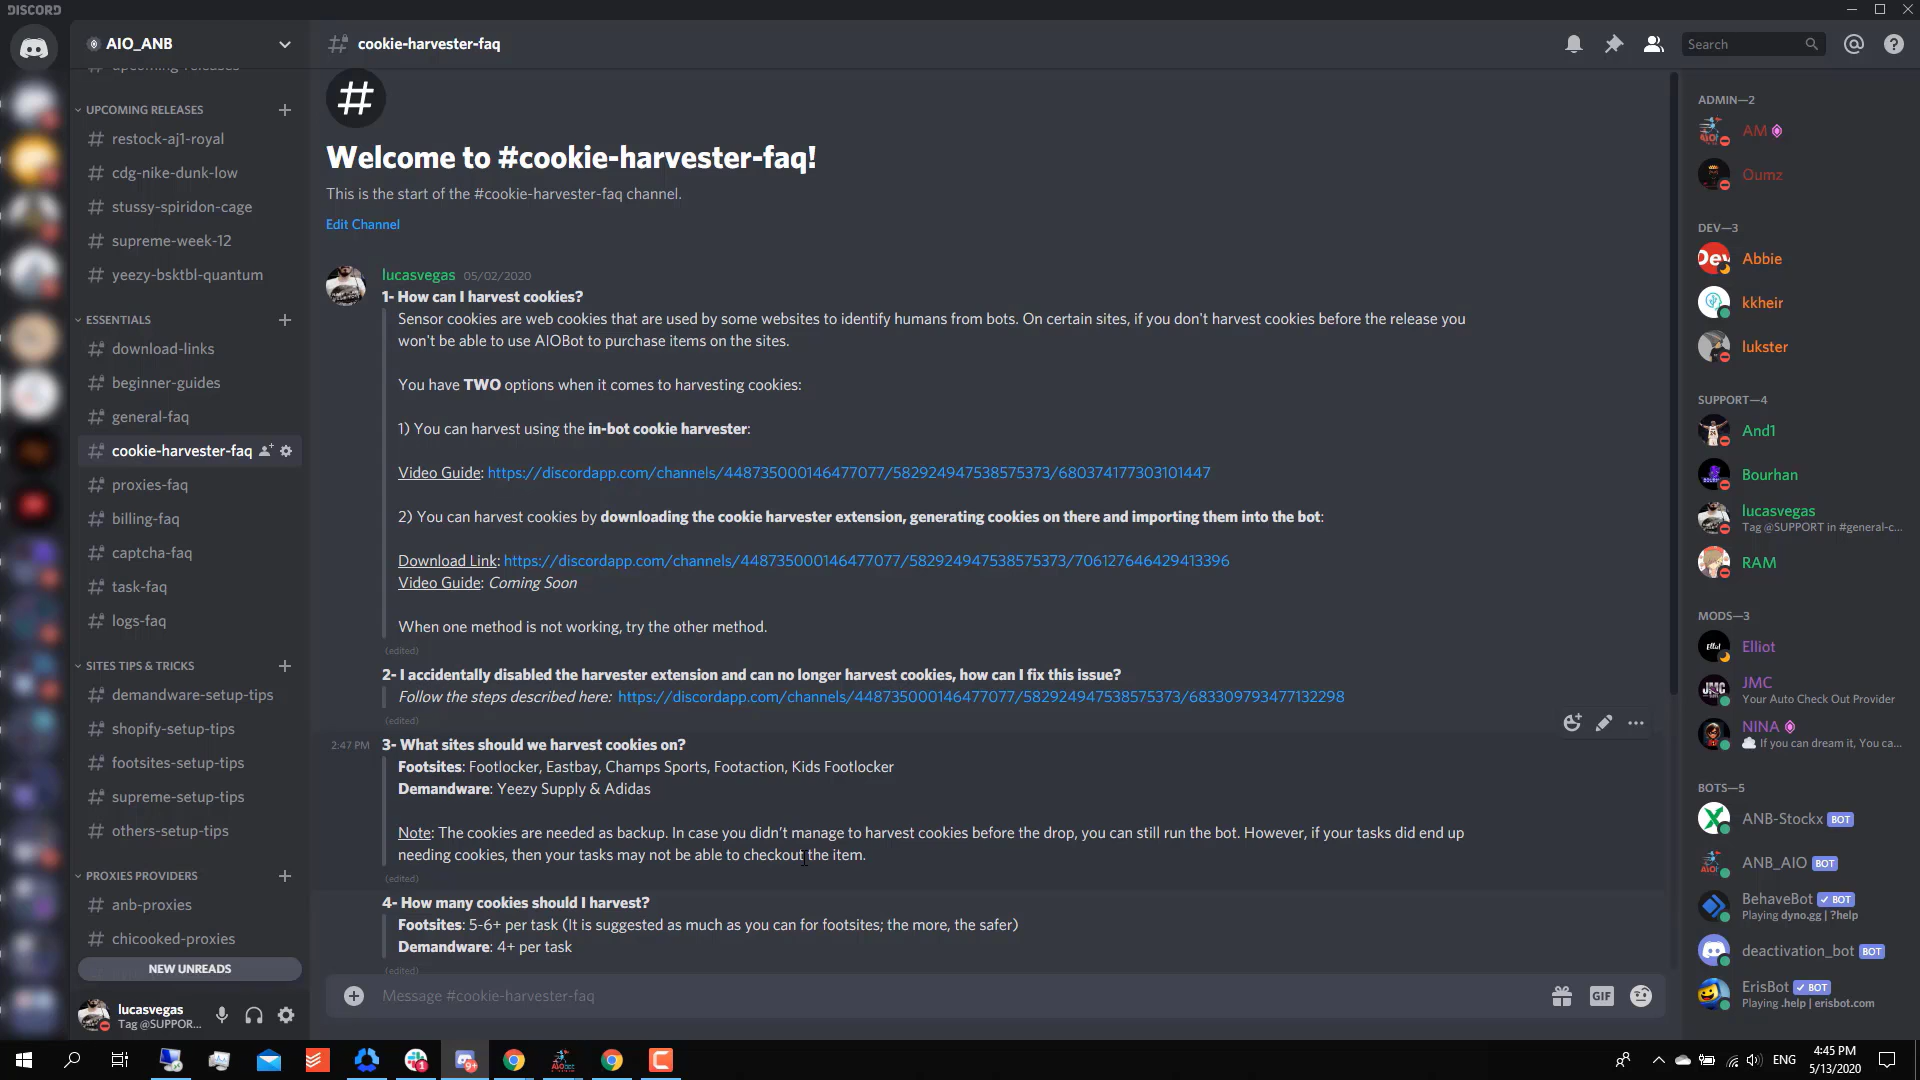 DISCORD
AIO_ANB
cookie-harvester-faq
Search
upcoming-releases
UPCOMING RELEASES
restock-aj1-royal
cdg-nike-dunk-low
stussy-spiridon-cage
supreme-week-12
yeezy-bsktbl-quantum
ESSENTIALS
download-links
beginner-guides
general-faq
cookie-harvester-faq
proxies-faq
billing-faq
captcha-faq
task-faq
logs-faq
SITES TIPS & TRICKS
demandware-setup-tips
shopify-setup-tips
footsites-setup-tips
supreme-setup-tips
others-setup-tips
PROXIES PROVIDERS
anb-proxies
chicooked-proxies
NEW UNREADS
lucasvegas
Tag @SUPPOR...
Welcome to #cookie-harvester-faq!
This is the start of the #cookie-harvester-faq channel.
Edit Channel
lucasvegas 05/02/2020
1- How can I harvest cookies?
Sensor cookies are web cookies that are used by some websites to identify humans from bots. On certain sites, if you don't harvest cookies before the release you
won't be able to use AIOBot to purchase items on the sites.
You have TWO options when it comes to harvesting cookies:
1) You can harvest using the in-bot cookie harvester:
Video Guide: https://discordapp.com/channels/448735000146477077/582924947538575373/680374177303101447
2) You can harvest cookies by downloading the cookie harvester extension, generating cookies on there and importing them into the bot:
Download Link: https://discordapp.com/channels/448735000146477077/582924947538575373/706127646429413396
Video Guide: Coming Soon
When one method is not working, try the other method.
(edited)
2- I accidentally disabled the harvester extension and can no longer harvest cookies, how can I fix this issue?
Follow the steps described here: https://discordapp.com/channels/448735000146477077/582924947538575373/683309793477132298
(edited)
2:47 PM 3- What sites should we harvest cookies on?
Footsites: Footlocker, Eastbay, Champs Sports, Footaction, Kids Footlocker
Demandware: Yeezy Supply & Adidas
Note: The cookies are needed as backup. In case you didn't manage to harvest cookies before the drop, you can still run the bot. However, if your tasks did end up
needing cookies, then your tasks may not be able to checkout the item.
(edited)
4- How many cookies should I harvest?
Footsites: 5-6+ per task (It is suggested as much as you can for footsites; the more, the safer)
Demandware: 4+ per task
(edited)
Message #cookie-harvester-faq
GIF
ADMIN—2
AM
Oumz
DEV—3
Abbie
kkheir
lukster
SUPPORT—4
And1
Bourhan
lucasvegas
Tag @SUPPORT in #general-c...
RAM
MODS—3
Elliot
JMC
Your Auto Check Out Provider
NINA
If you can dream it, You ca...
BOTS—5
ANB-Stockx BOT
ANB_AIO BOT
BehaveBot BOT
Playing dyno.gg | ?help
deactivation_bot BOT
ErisBot BOT
Playing .help | erisbot.com
ENG
4:45 PM
5/13/2020